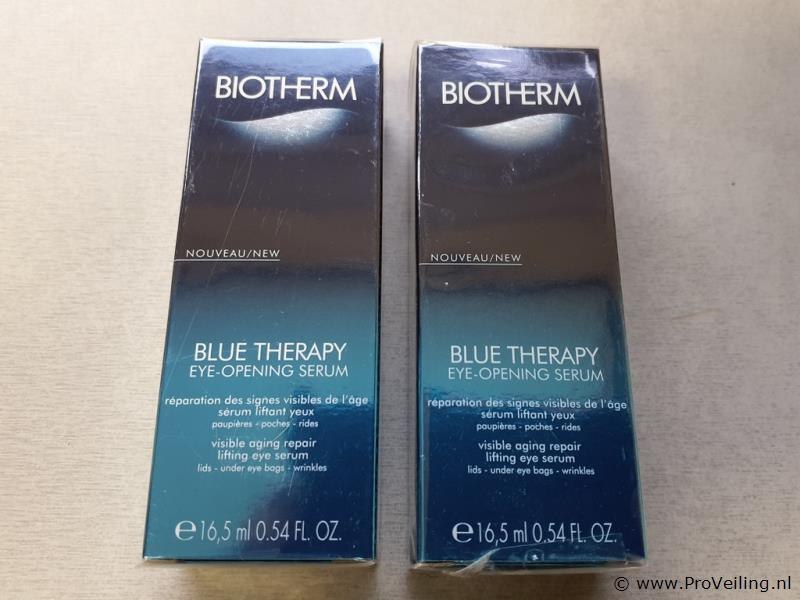 BIOTHERM
NOUVEAU/NEW
BLUE THERAPY
EYE-OPENING SERUM
réparation des signes visibles de l'âge
sérum liftant yeux
paupières - poches - rides
visible aging repair
lifting eye serum
lids - under eye bags - wrinkles
℮16,5 ml 0.54 FL. OZ.
BIOTHERM
NOUVEAU/NEW
BLUE THERAPY
EYE-OPENING SERUM
réparation des signes visibles de l'âge
sérum liftant yeux
paupières - poches - rides
visible aging repair
lifting eye serum
lids - under eye bags - wrinkles
℮16,5 ml 0.54 FL. OZ.
© www.ProVeiling.nl